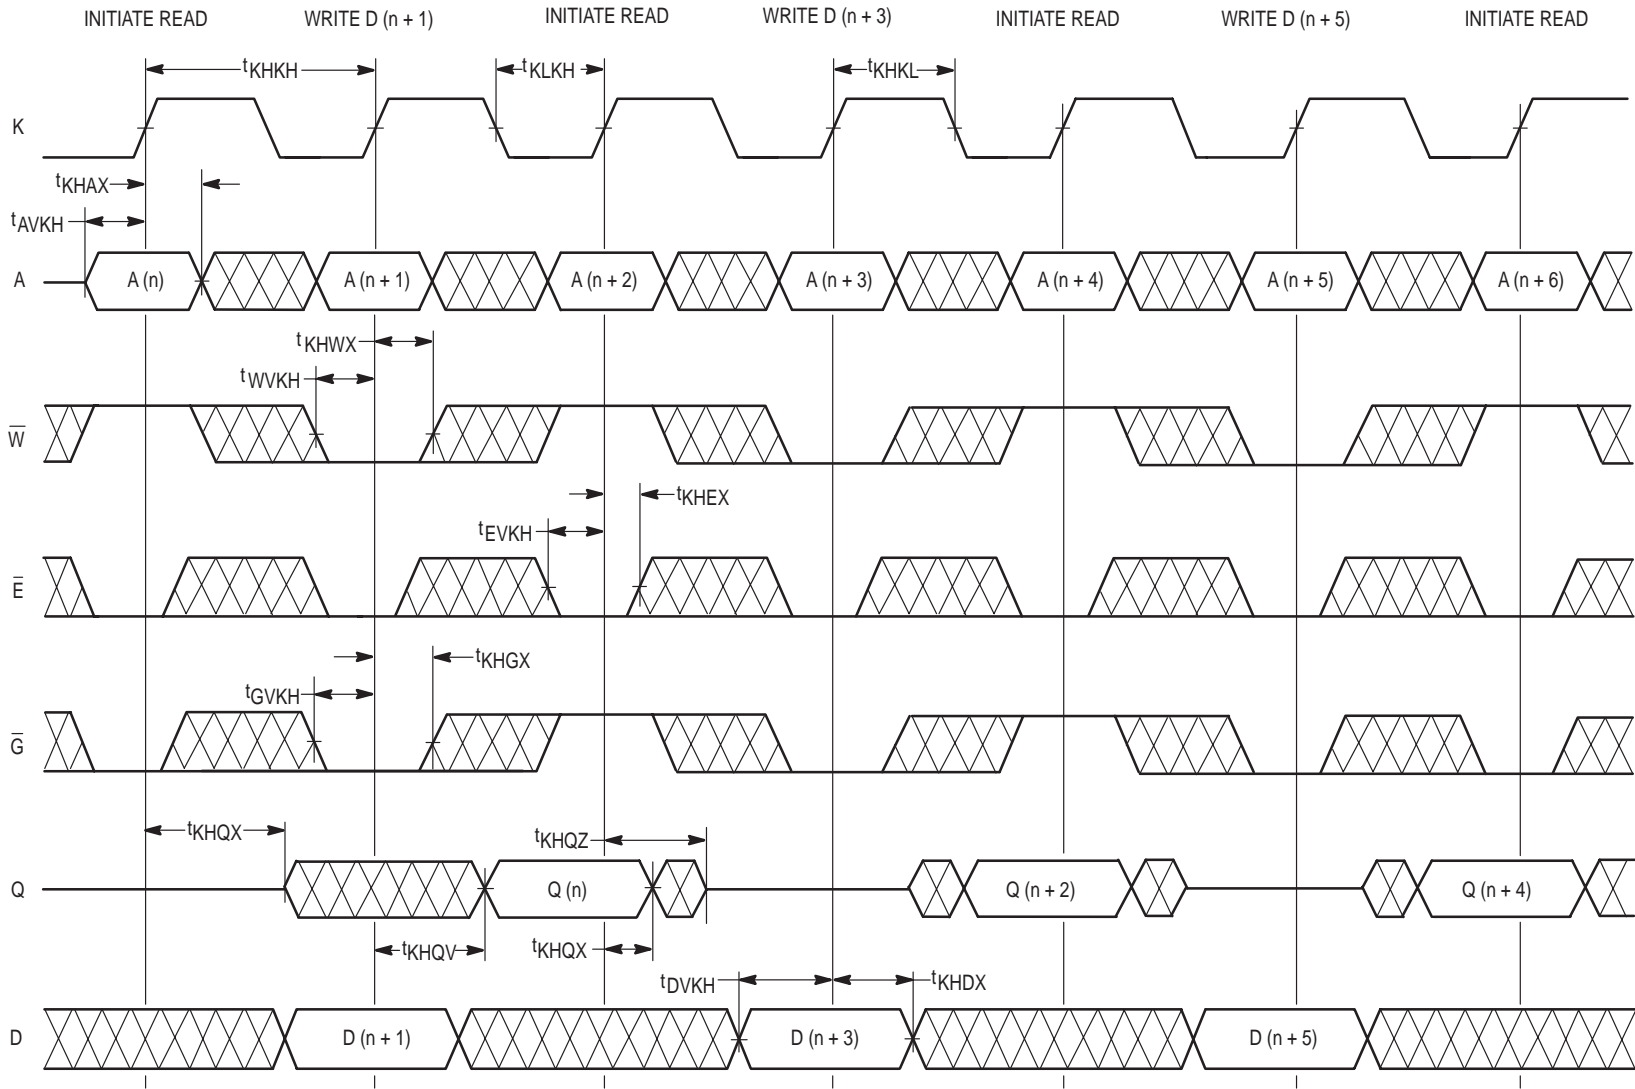 INITIATE READ WRITE D (n + 1) INITIATE READ WRITE D (n + 3) INITIATE READ WRITE D (n + 5) INITIATE READ
tKHKH tKLKH tKHKL
K
tKHAX
tAVKH
A A (n) A (n + 1) A (n + 2) A (n + 3) A (n + 4) A (n + 5) A (n + 6)
tKHWX
tWVKH
W
tKHEX
tEVKH
E
tKHGX
tGVKH
G
tKHQX tKHQZ
Q Q (n) Q (n + 2) Q (n + 4)
tKHQV tKHQX
tDVKH tKHDX
D D (n + 1) D (n + 3) D (n + 5)